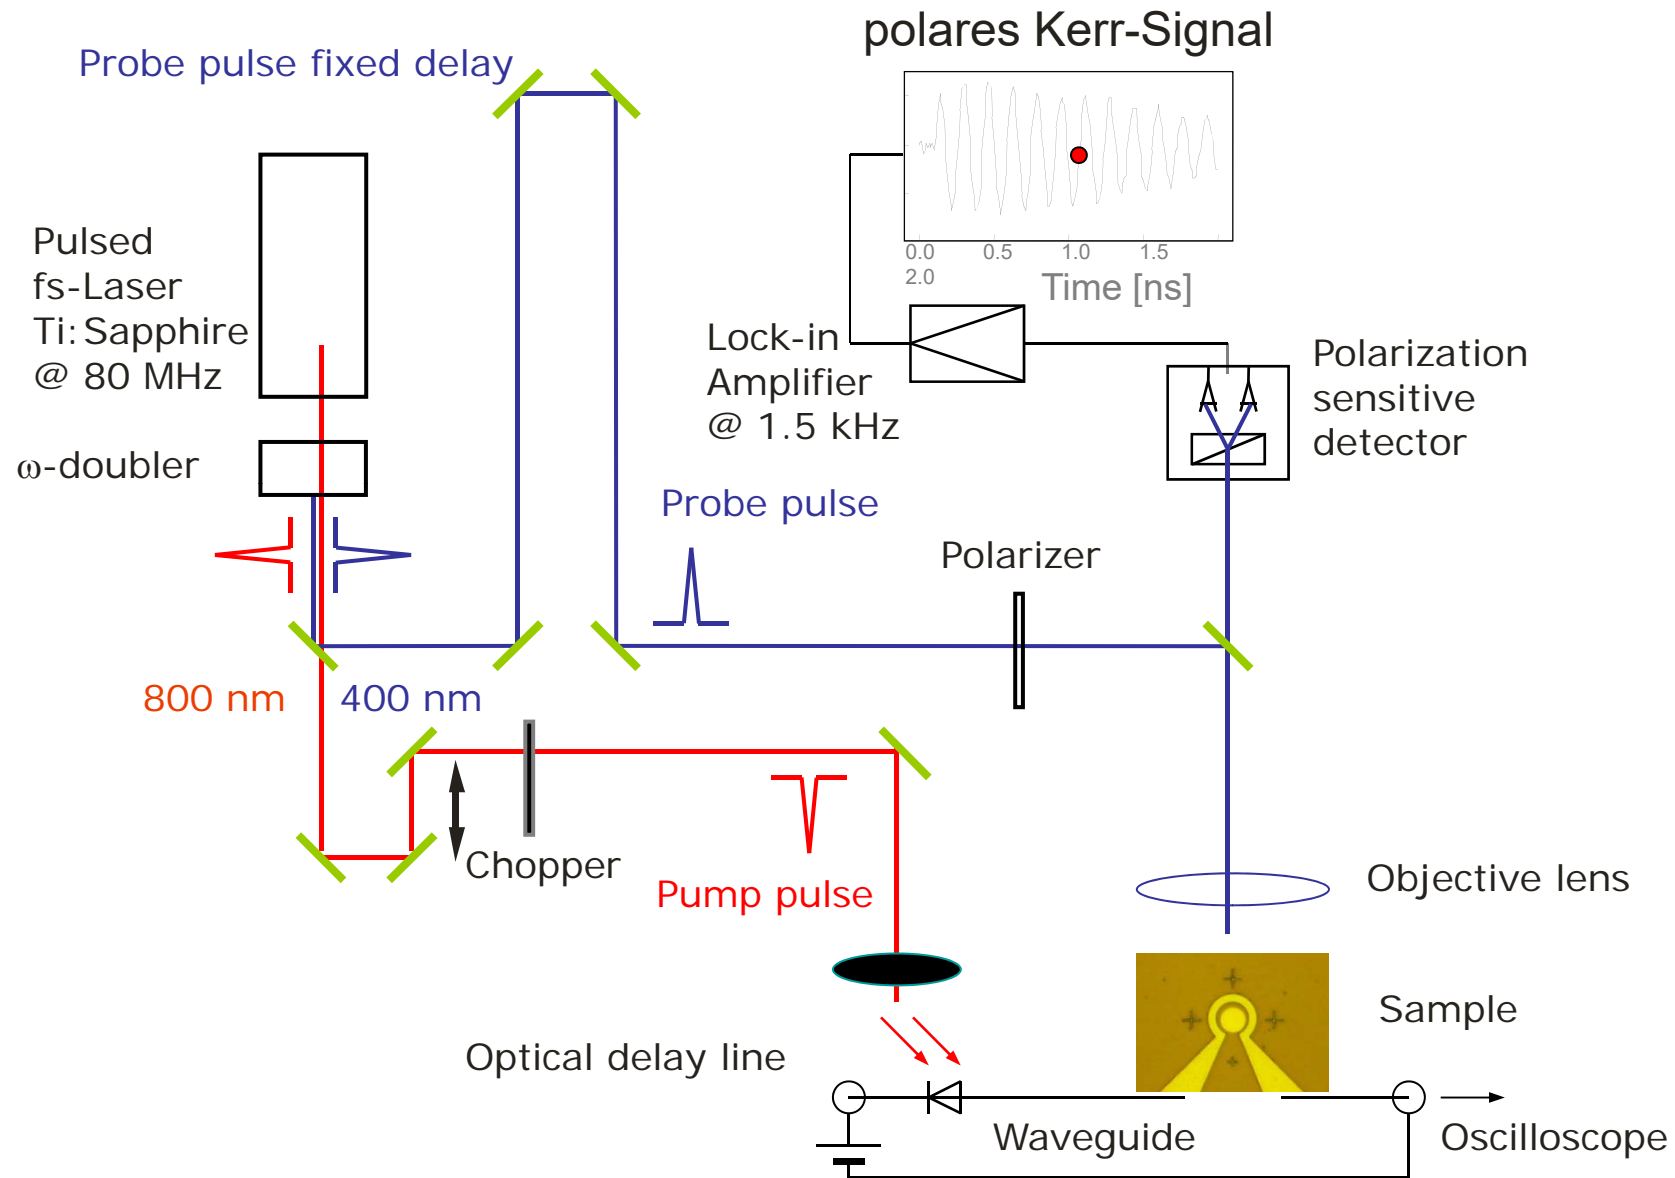 polares Kerr-Signal
Probe pulse fixed delay
Pulsed
fs-Laser
Ti:Sapphire
@ 80 MHz
0.0 0.5 1.0 1.5
2.0
Time [ns]
Lock-in
Amplifier
@ 1.5 kHz
Polarization
sensitive
detector
ω-doubler
Probe pulse
Polarizer
800 nm
400 nm
Chopper
Pump pulse
Objective lens
Sample
Optical delay line
Waveguide
Oscilloscope